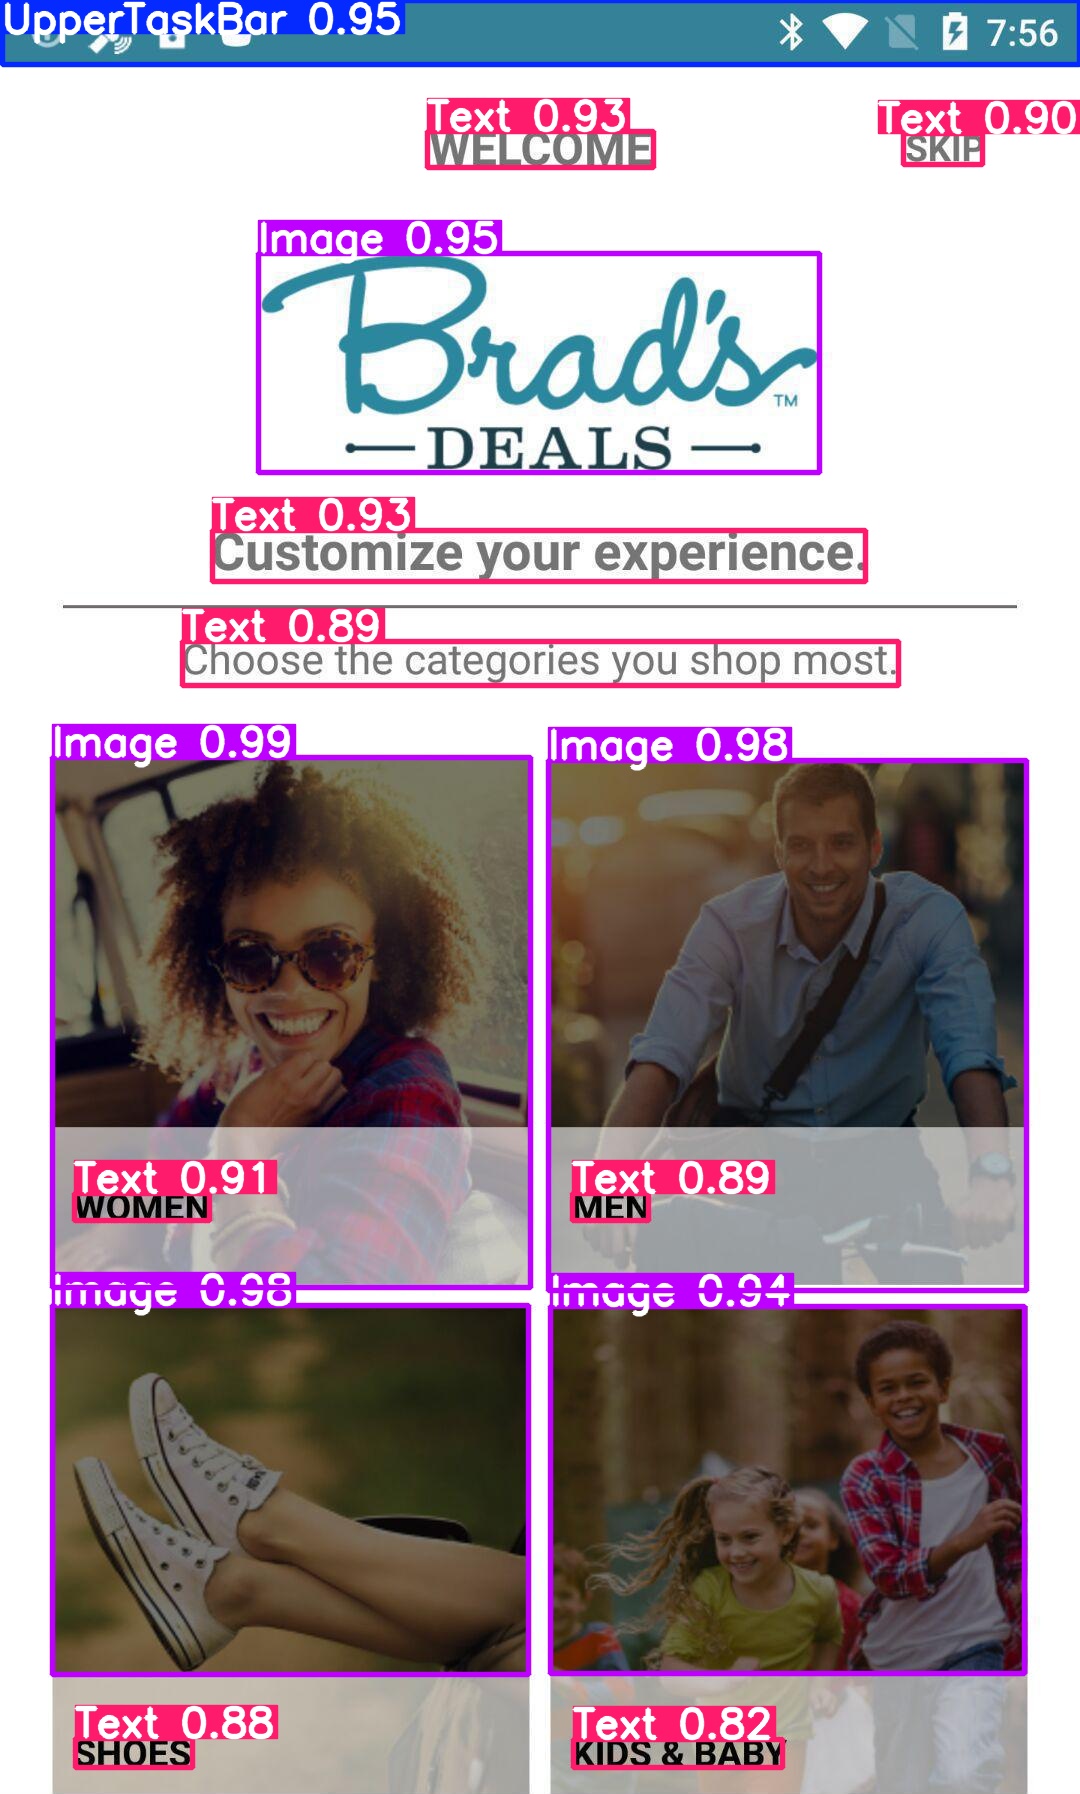 UpperTaskBar 0.95
7:56
Text 0.93
Text 0.90
WELCOME
SKIP
Image 0.95
Brad's™
DEALS
Text 0.93
Customize your experience.
Text 0.89
Choose the categories you shop most.
Image 0.99
Image 0.98
Text 0.91
Text 0.89
WOMEN
MEN
Image 0.98
Image 0.94
Text 0.88
Text 0.82
SHOES
KIDS & BABY